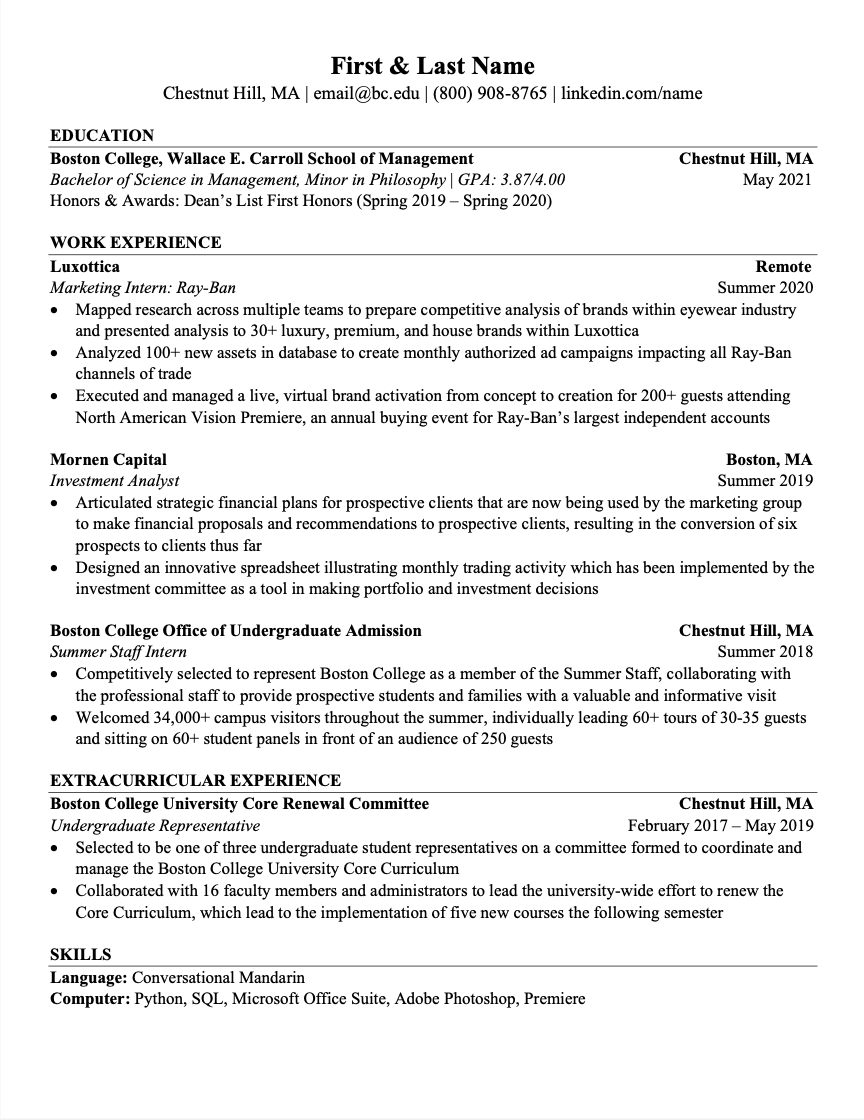 First & Last Name
Chestnut Hill, MA | email@bc.edu | (800) 908-8765 | linkedin.com/name
EDUCATION
Boston College, Wallace E. Carroll School of Management Chestnut Hill, MA
Bachelor of Science in Management, Minor in Philosophy | GPA: 3.87/4.00 May 2021
Honors & Awards: Dean’s List First Honors (Spring 2019 – Spring 2020)
WORK EXPERIENCE
Luxottica Remote
Marketing Intern: Ray-Ban Summer 2020
• Mapped research across multiple teams to prepare competitive analysis of brands within eyewear industry
and presented analysis to 30+ luxury, premium, and house brands within Luxottica
• Analyzed 100+ new assets in database to create monthly authorized ad campaigns impacting all Ray-Ban
channels of trade
• Executed and managed a live, virtual brand activation from concept to creation for 200+ guests attending
North American Vision Premiere, an annual buying event for Ray-Ban’s largest independent accounts
Mornen Capital Boston, MA
Investment Analyst Summer 2019
• Articulated strategic financial plans for prospective clients that are now being used by the marketing group
to make financial proposals and recommendations to prospective clients, resulting in the conversion of six
prospects to clients thus far
• Designed an innovative spreadsheet illustrating monthly trading activity which has been implemented by the
investment committee as a tool in making portfolio and investment decisions
Boston College Office of Undergraduate Admission Chestnut Hill, MA
Summer Staff Intern Summer 2018
• Competitively selected to represent Boston College as a member of the Summer Staff, collaborating with
the professional staff to provide prospective students and families with a valuable and informative visit
• Welcomed 34,000+ campus visitors throughout the summer, individually leading 60+ tours of 30-35 guests
and sitting on 60+ student panels in front of an audience of 250 guests
EXTRACURRICULAR EXPERIENCE
Boston College University Core Renewal Committee Chestnut Hill, MA
Undergraduate Representative February 2017 – May 2019
• Selected to be one of three undergraduate student representatives on a committee formed to coordinate and
manage the Boston College University Core Curriculum
• Collaborated with 16 faculty members and administrators to lead the university-wide effort to renew the
Core Curriculum, which lead to the implementation of five new courses the following semester
SKILLS
Language: Conversational Mandarin
Computer: Python, SQL, Microsoft Office Suite, Adobe Photoshop, Premiere